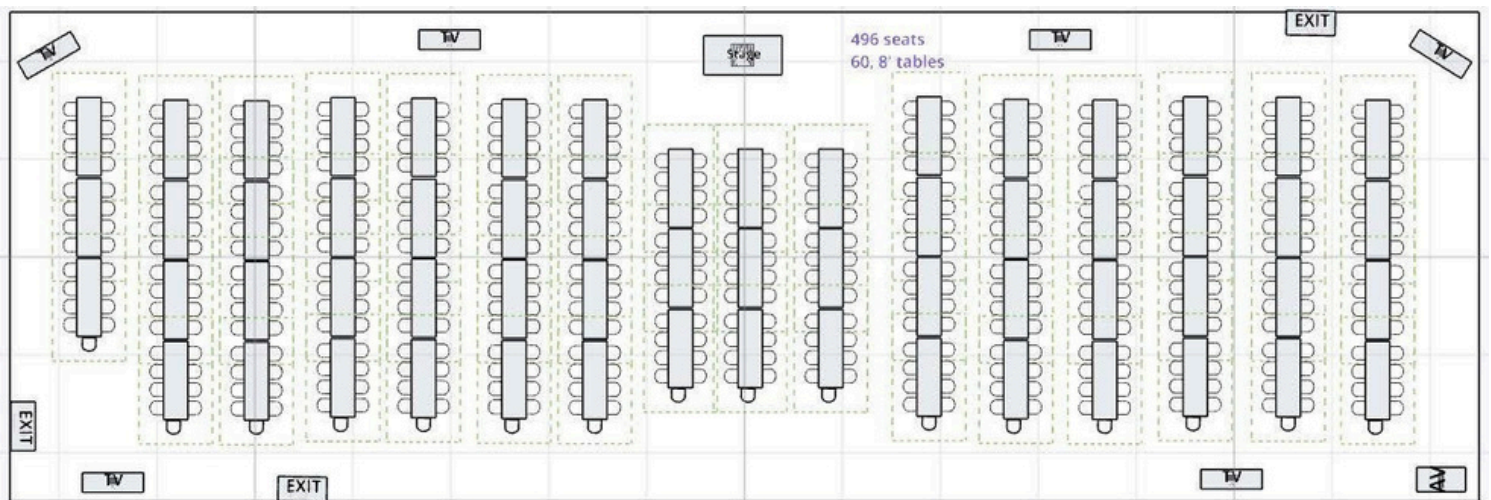 EXIT
TV
TV
TV
TV
Stage
496 seats
60, 8' tables
EXIT
TV
TV
EXIT
AV